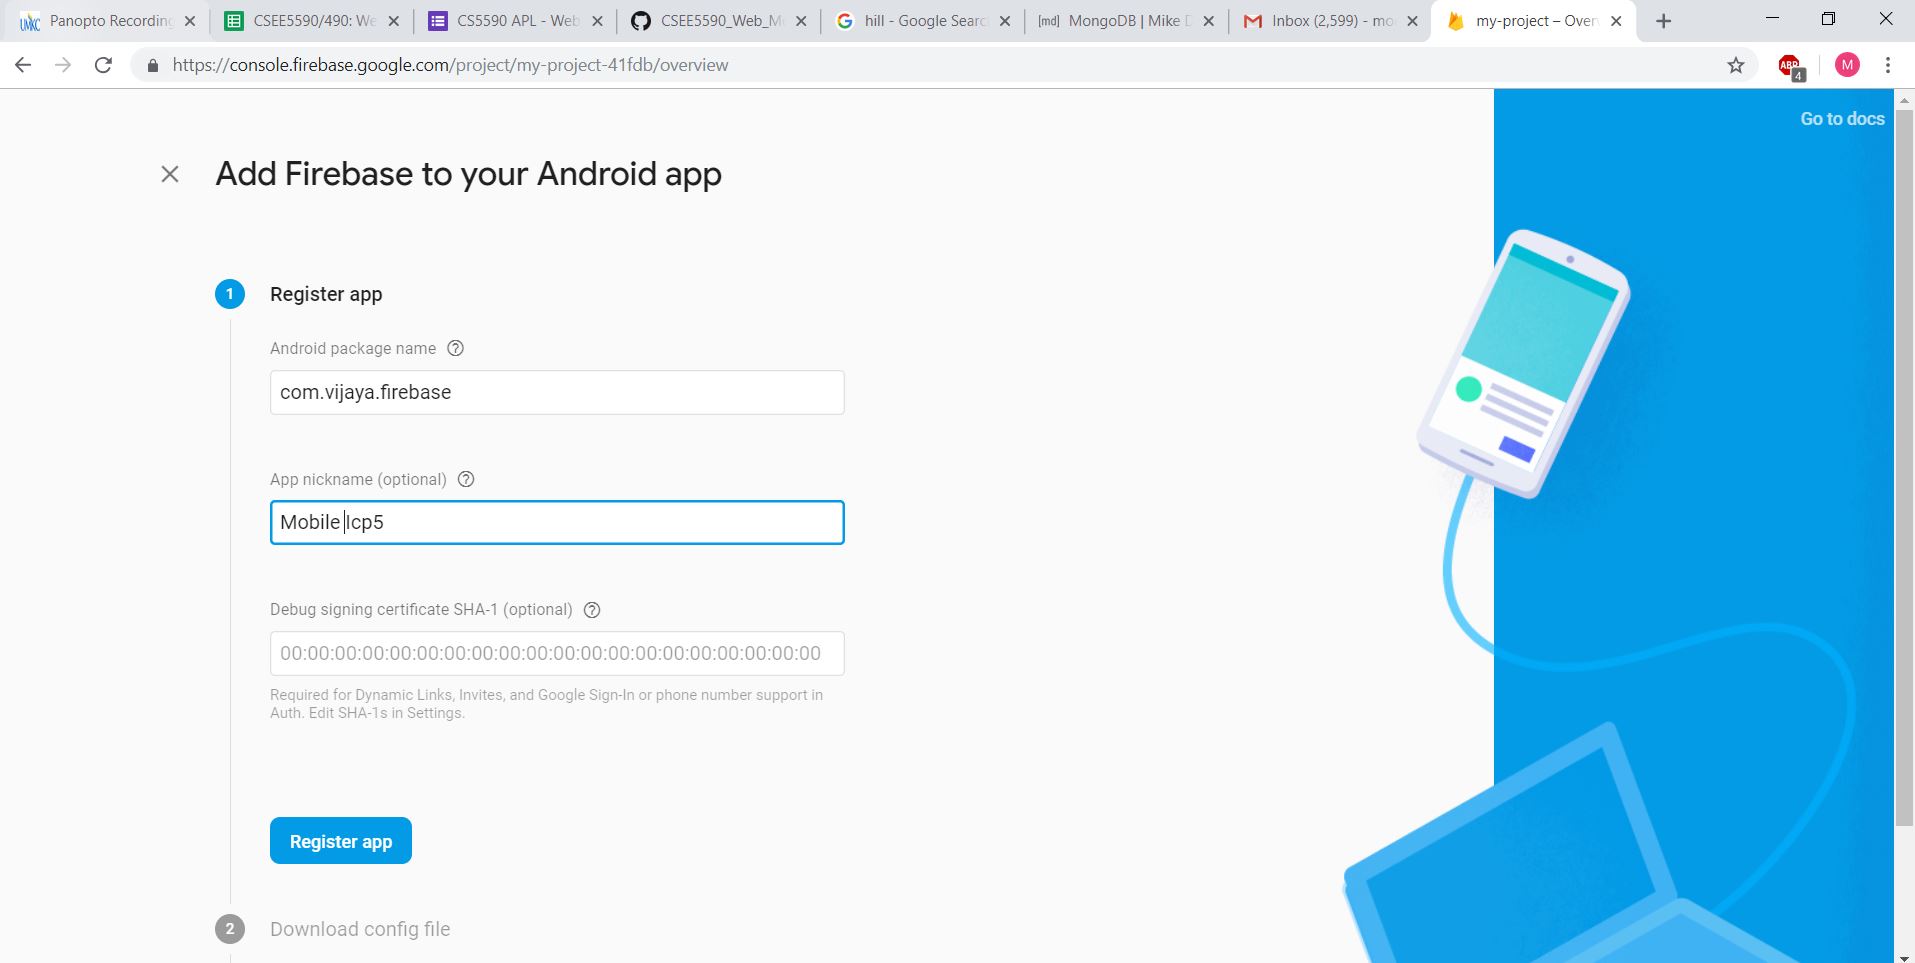 Panopto Recording
CSEE5590/490: We
CS5590 APL - Web
CSEE5590_Web_M
hill - Google Searc
[md] MongoDB | Mike D
Inbox (2,599) - mo
my-project – Over
https://console.firebase.google.com/project/my-project-41fdb/overview
ABP
4
M
Go to docs
Add Firebase to your Android app
1 Register app
Android package name ?
com.vijaya.firebase
App nickname (optional) ?
Mobile Icp5
Debug signing certificate SHA-1 (optional) ?
00:00:00:00:00:00:00:00:00:00:00:00:00:00:00:00:00:00:00:00
Required for Dynamic Links, Invites, and Google Sign-In or phone number support in
Auth. Edit SHA-1s in Settings.
Register app
2 Download config file